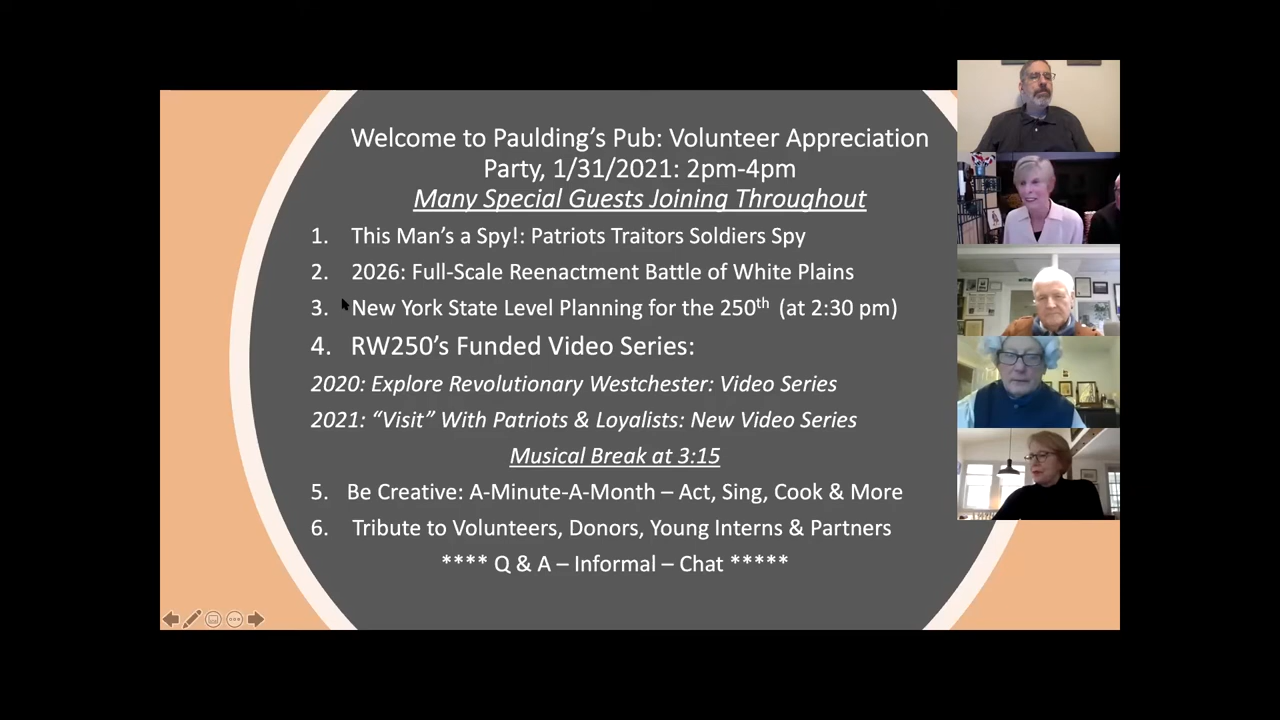 Welcome to Paulding’s Pub: Volunteer Appreciation
Party, 1/31/2021: 2pm-4pm
Many Special Guests Joining Throughout
1. This Man’s a Spy!: Patriots Traitors Soldiers Spy
2. 2026: Full-Scale Reenactment Battle of White Plains
3. New York State Level Planning for the 250th (at 2:30 pm)
4. RW250’s Funded Video Series:
2020: Explore Revolutionary Westchester: Video Series
2021: “Visit” With Patriots & Loyalists: New Video Series
Musical Break at 3:15
5. Be Creative: A-Minute-A-Month – Act, Sing, Cook & More
6. Tribute to Volunteers, Donors, Young Interns & Partners
**** Q & A – Informal – Chat *****